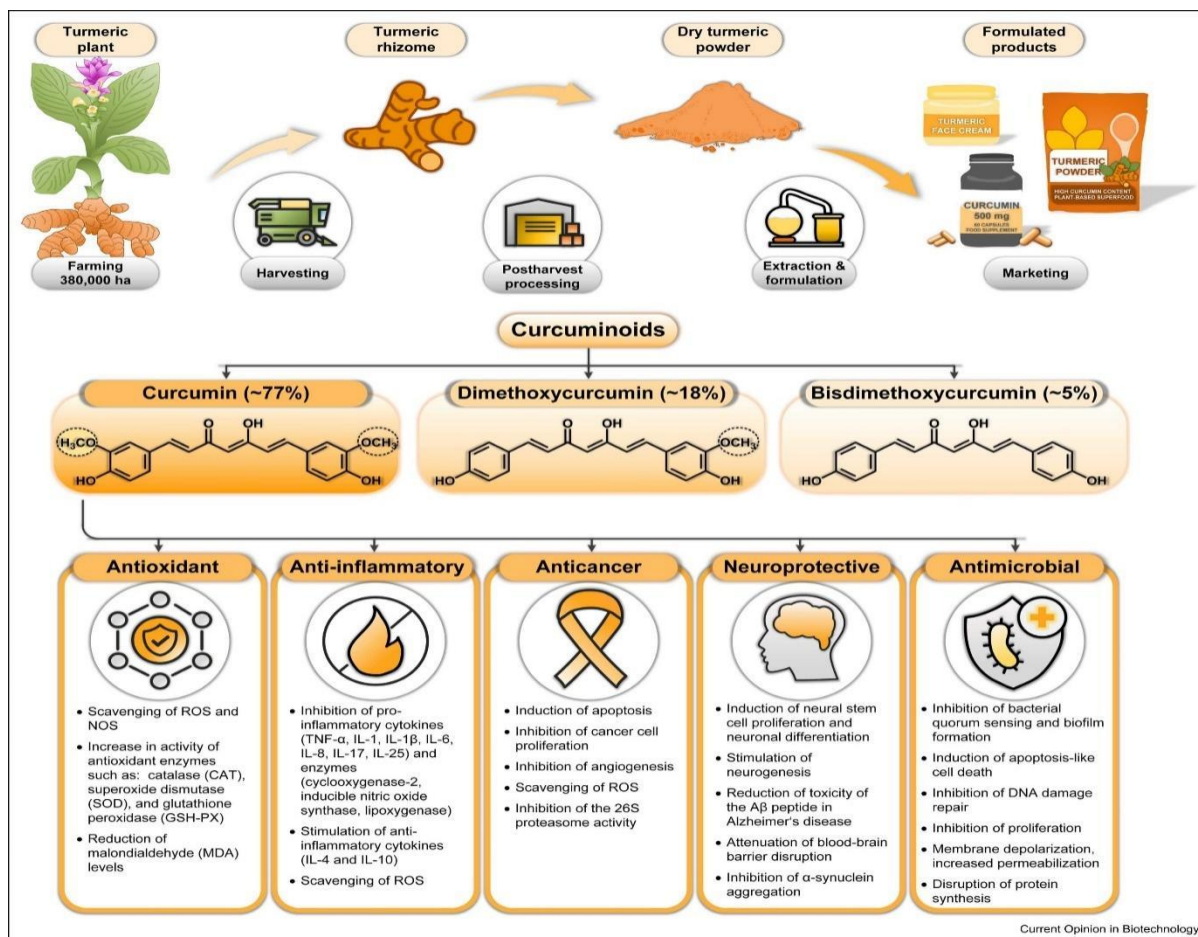 Turmeric
plant
Turmeric
rhizome
Dry turmeric
powder
Formulated
products
TURMERIC
FACE CREAM
TURMERIC
POWDER
HIGH CURCUMIN CONTENT
PLANT-BASED SUPERFOOD
CURCUMIN
500 mg
60 CAPSULES
FOOD SUPPLEMENT
Farming
380,000 ha
Harvesting
Postharvest
processing
Extraction &
formulation
Marketing
Curcuminoids
Curcumin (~77%)
Dimethoxycurcumin (~18%)
Bisdimethoxycurcumin (~5%)
H₃CO
O
OH
OCH₃
HO
OH
O
OH
OCH₃
HO
OH
O
OH
HO
OH
Antioxidant
• Scavenging of ROS and
NOS
• Increase in activity of
antioxidant enzymes
such as: catalase (CAT),
superoxide dismutase
(SOD), and glutathione
peroxidase (GSH-PX)
• Reduction of
malondialdehyde (MDA)
levels
Anti-inflammatory
• Inhibition of pro-
inflammatory cytokines
(TNF-α, IL-1, IL-1β, IL-6,
IL-8, IL-17, IL-25) and
enzymes
(cyclooxygenase-2,
inducible nitric oxide
synthase, lipoxygenase)
• Stimulation of anti-
inflammatory cytokines
(IL-4 and IL-10)
• Scavenging of ROS
Anticancer
• Induction of apoptosis
• Inhibition of cancer cell
proliferation
• Inhibition of angiogenesis
• Scavenging of ROS
• Inhibition of the 26S
proteasome activity
Neuroprotective
• Induction of neural stem
cell proliferation and
neuronal differentiation
• Stimulation of
neurogenesis
• Reduction of toxicity of
the Aβ peptide in
Alzheimer's disease
• Attenuation of blood-brain
barrier disruption
• Inhibition of α-synuclein
aggregation
Antimicrobial
• Inhibition of bacterial
quorum sensing and biofilm
formation
• Induction of apoptosis-like
cell death
• Inhibition of DNA damage
repair
• Inhibition of proliferation
• Membrane depolarization,
increased permeabilization
• Disruption of protein
synthesis
Current Opinion in Biotechnology